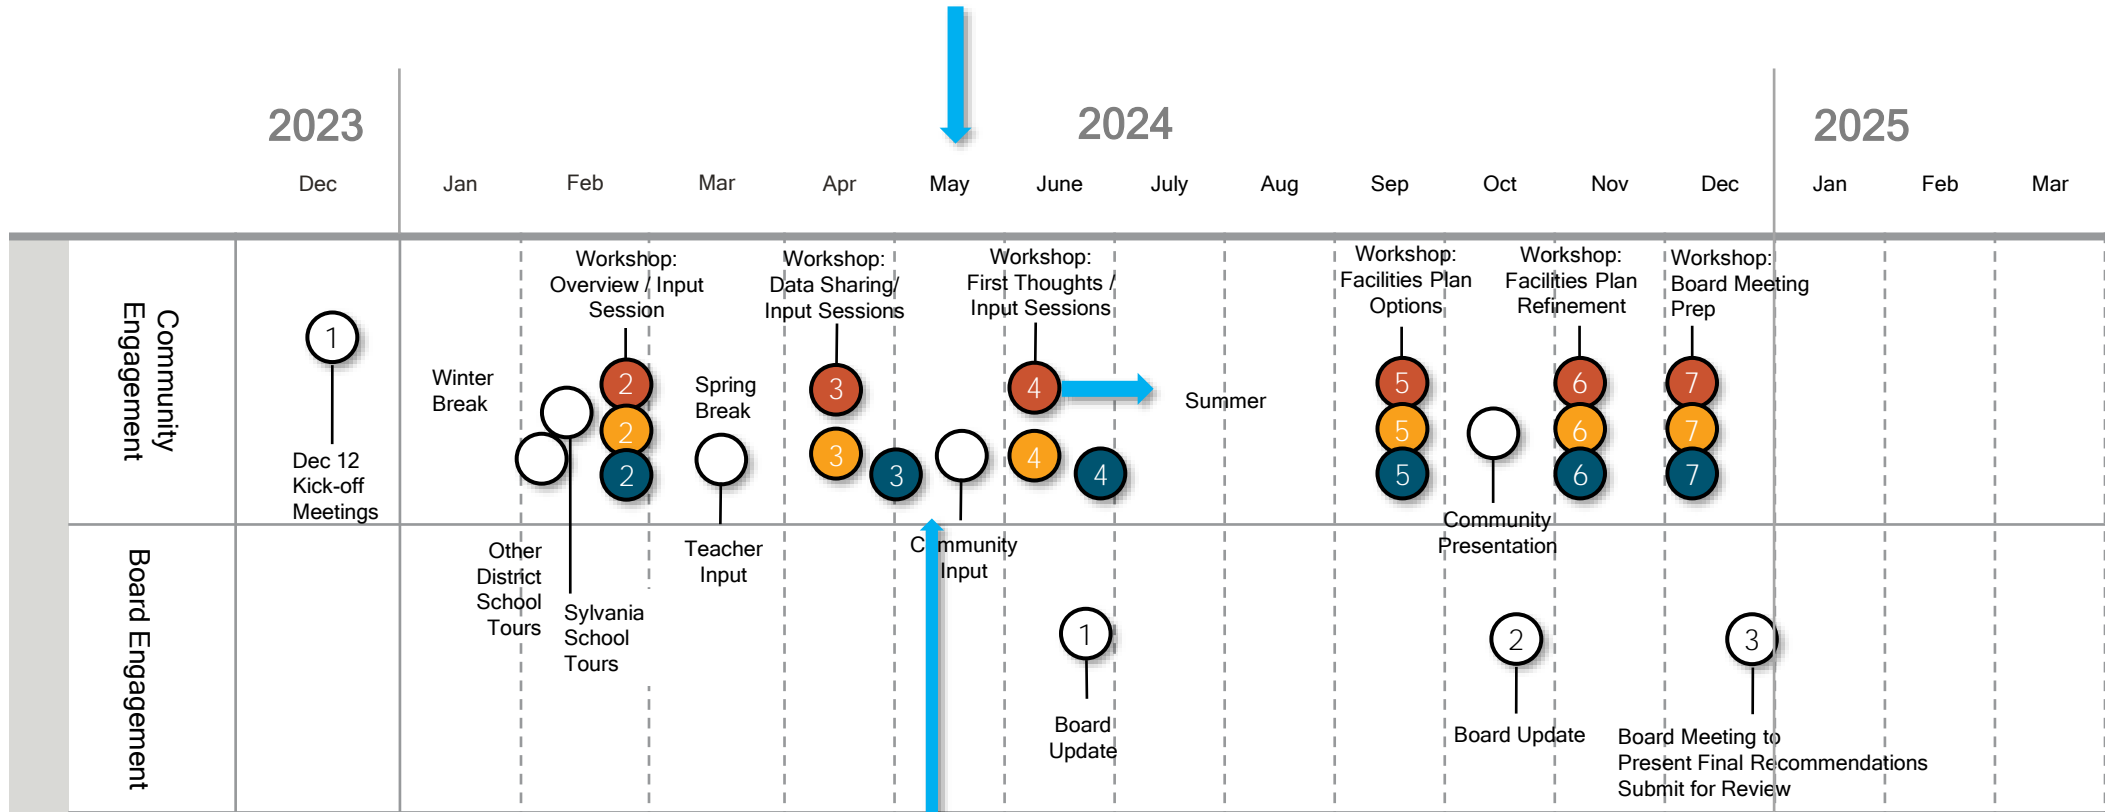 2023
2024
2025
Dec
Jan
Feb
Mar
Apr
May
June
July
Aug
Sep
Oct
Nov
Dec
Jan
Feb
Mar
Community
Engagement
1
Dec 12
Kick-off
Meetings
Winter
Break
Workshop:
Overview / Input
Session
2
2
2
Spring
Break
Workshop:
Data Sharing/
Input Sessions
3
3
3
Workshop:
First Thoughts /
Input Sessions
4
4
4
Summer
Workshop:
Facilities Plan
Options
5
5
5
Workshop:
Facilities Plan
Refinement
6
6
6
Workshop:
Board Meeting
Prep
7
7
7
Other
District
School
Tours
Sylvania
School
Tours
Teacher
Input
Community
Input
Community
Presentation
Board Engagement
1
Board
Update
2
Board Update
3
Board Meeting to
Present Final Recommendations
Submit for Review